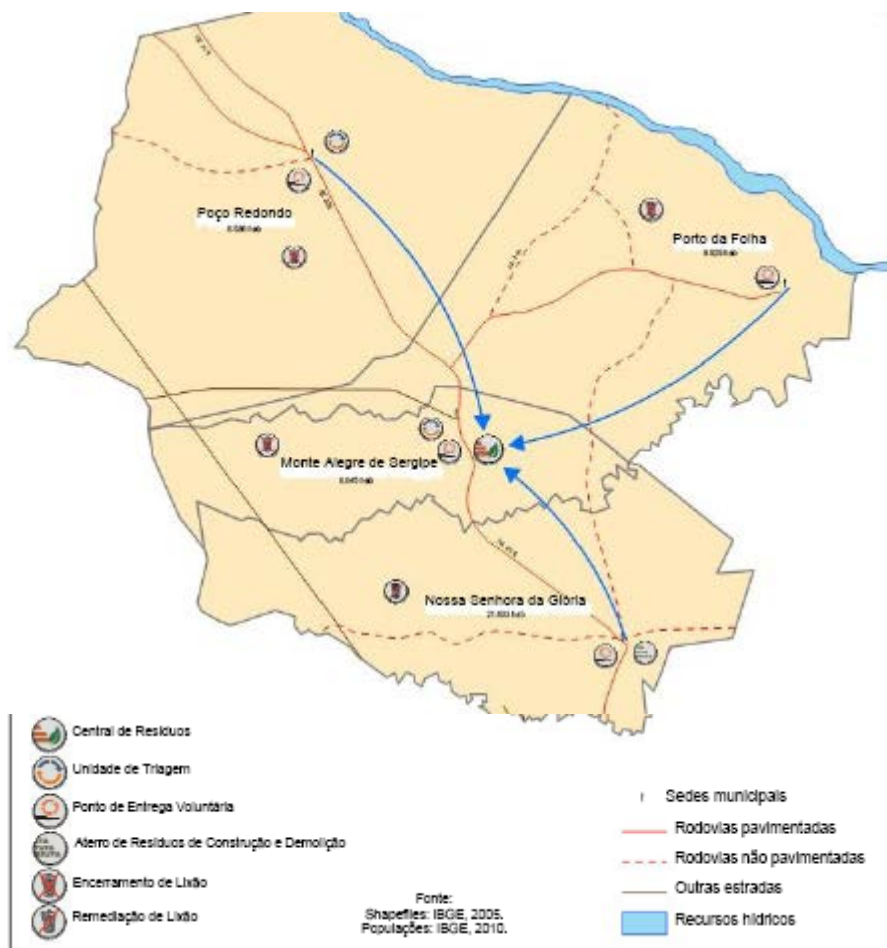 Poço Redondo
Porto da Folha
Monte Alegre de Sergipe
Nossa Senhora da Glória
Central de Resíduos
Unidade de Triagem
Ponto de Entrega Voluntária
Aterro de Resíduos de Construção e Demolição
Encerramento de Lixão
Remediação de Lixão
Fonte:
Shapefiles: IBGE, 2005.
Populações: IBGE, 2010.
Sedes municipais
Rodovias pavimentadas
Rodovias não pavimentadas
Outras estradas
Recursos hídricos